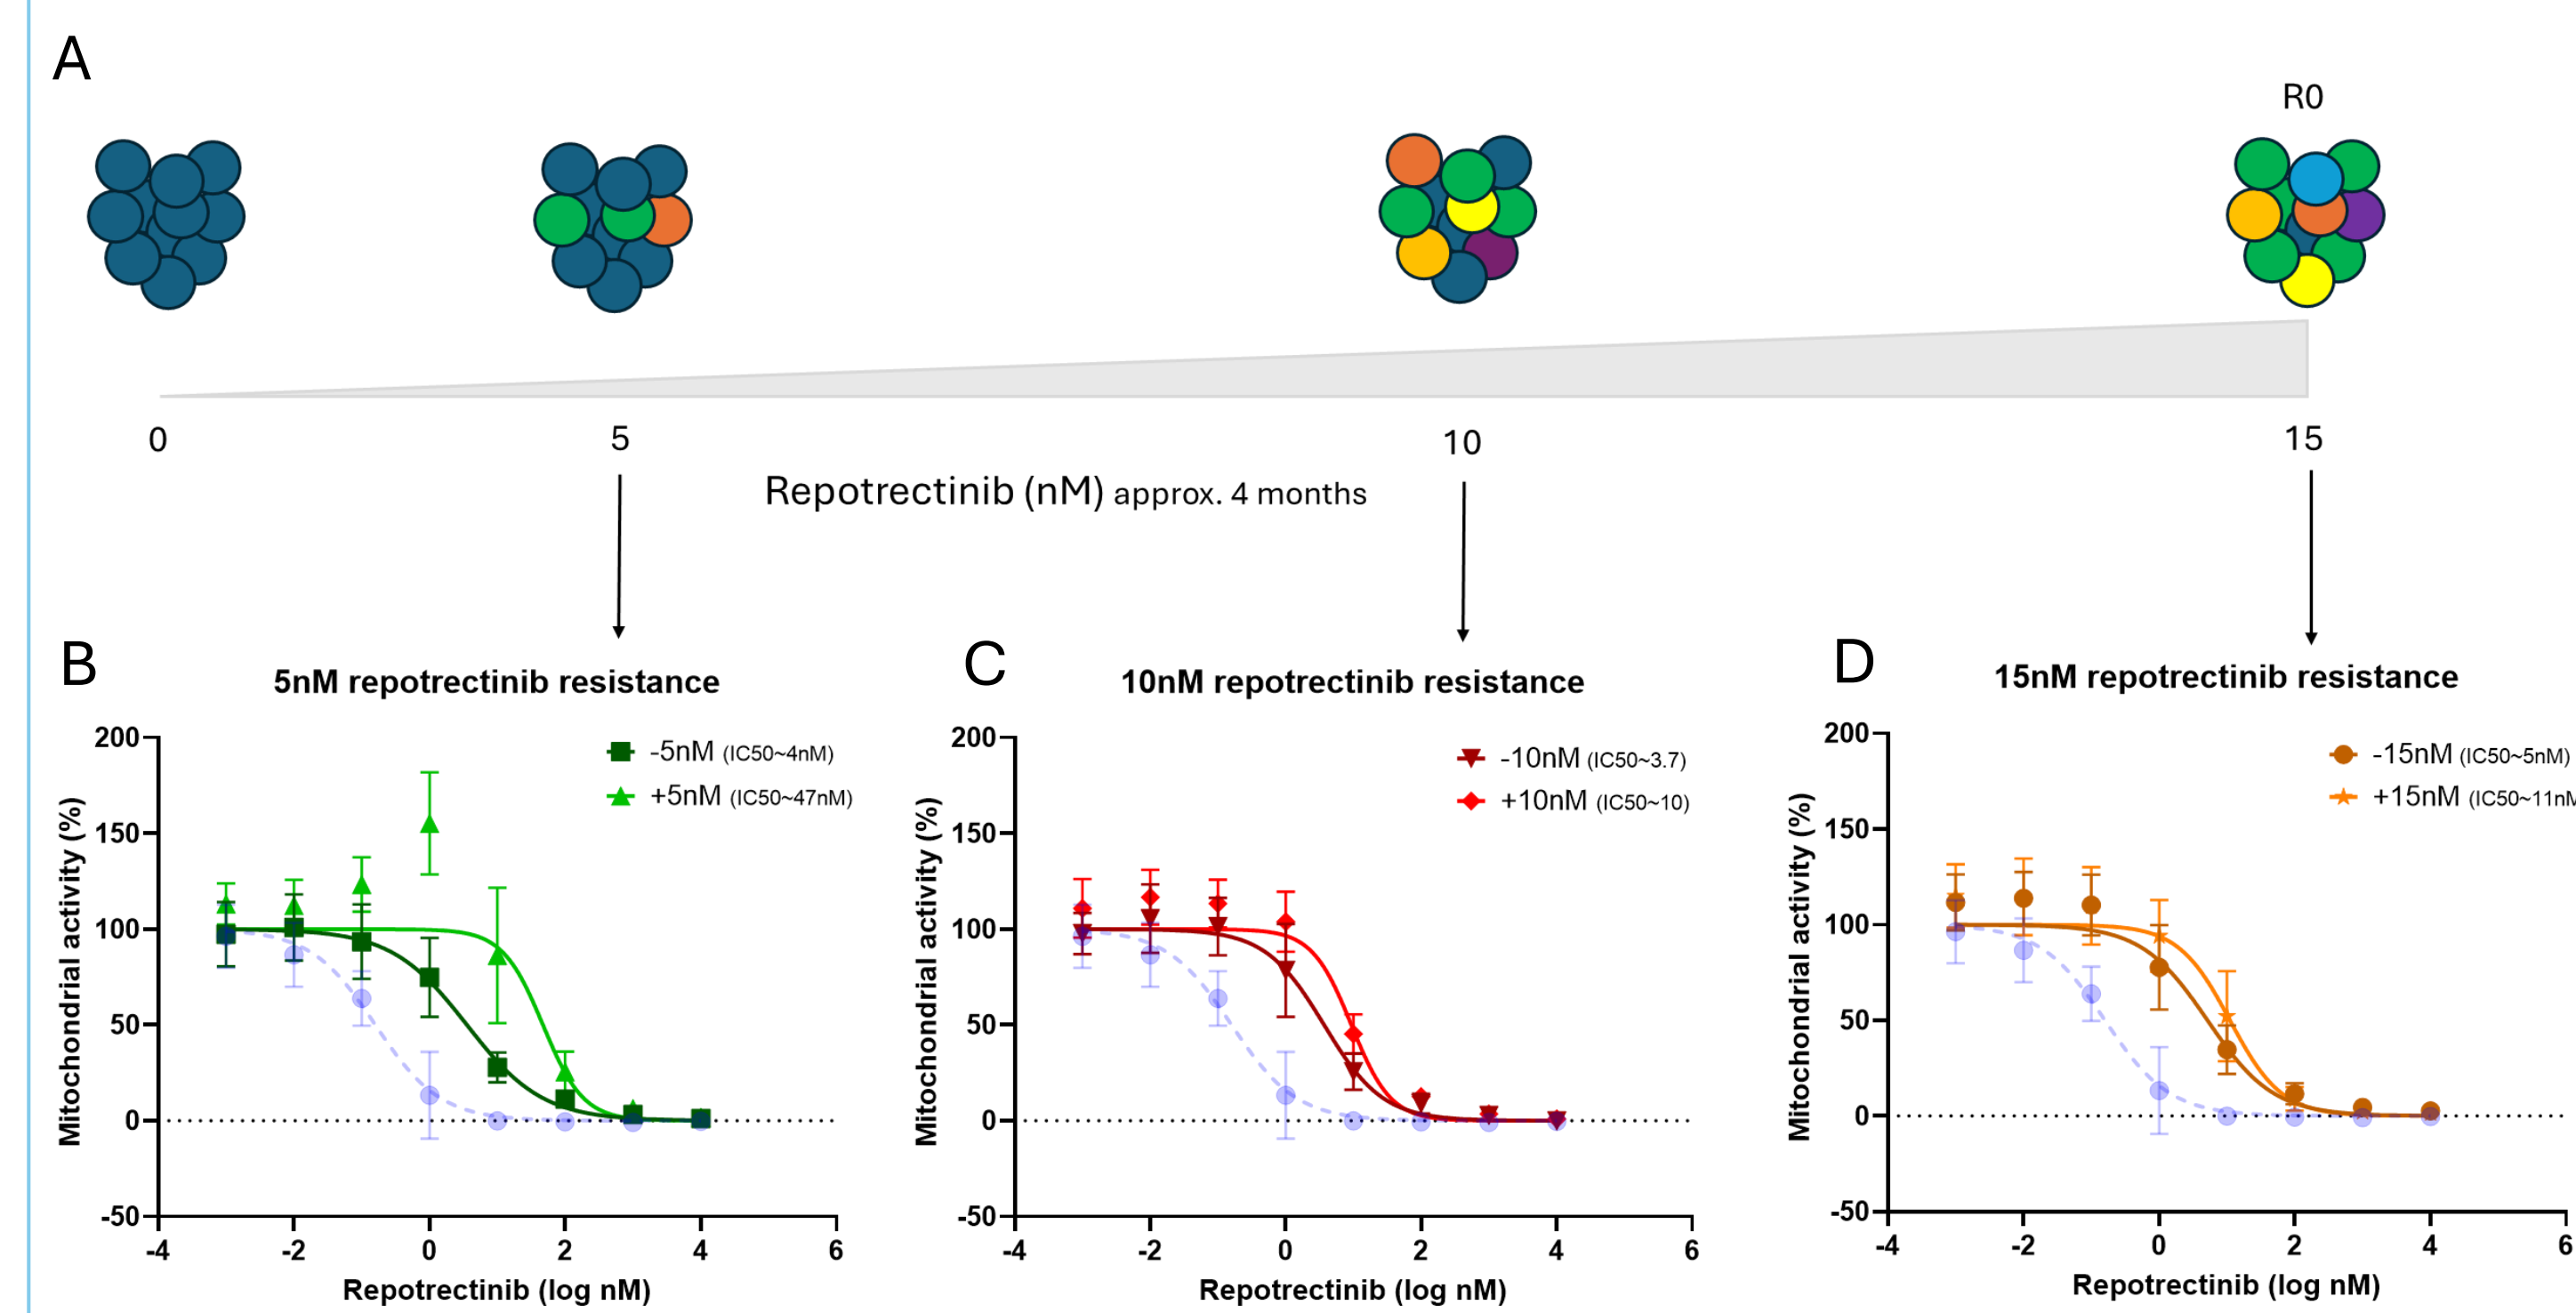 A
R0
0
5
10
15
Repotrectinib (nM) approx. 4 months
B
5nM repotrectinib resistance
-5nM (IC50~4nM)
+5nM (IC50~47nM)
Mitochondrial activity (%)
200
150
100
50
0
-50
-4
-2
0
2
4
6
Repotrectinib (log nM)
C
10nM repotrectinib resistance
-10nM (IC50~3.7)
+10nM (IC50~10)
Mitochondrial activity (%)
200
150
100
50
0
-50
-4
-2
0
2
4
6
Repotrectinib (log nM)
D
15nM repotrectinib resistance
-15nM (IC50~5nM)
+15nM (IC50~11nM
Mitochondrial activity (%)
200
150
100
50
0
-50
-4
-2
0
2
4
6
Repotrectinib (log nM)